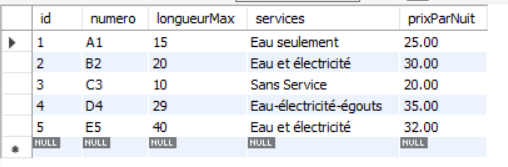 id numero longueurMax services prixParNuit
1 A1 15 Eau seulement 25.00
2 B2 20 Eau et électricité 30.00
3 C3 10 Sans Service 20.00
4 D4 29 Eau-électricité-égouts 35.00
5 E5 40 Eau et électricité 32.00
NULL NULL NULL NULL NULL